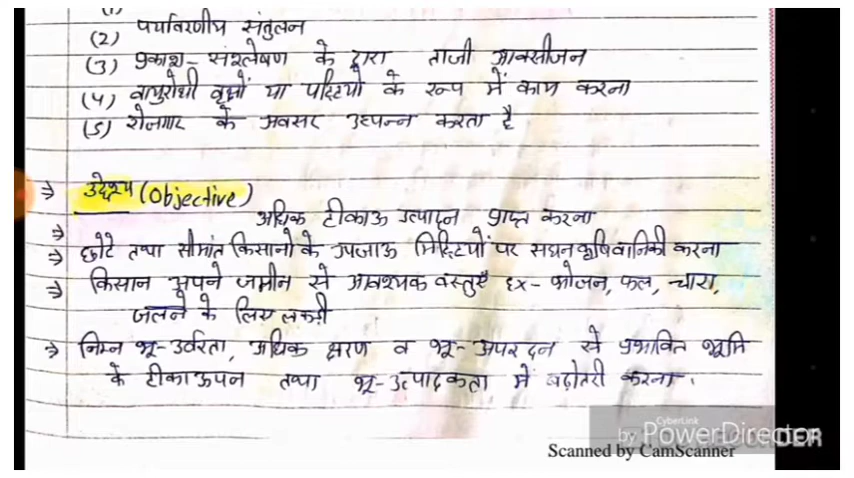 (2) पर्यावरणीय संतुलन
(3) प्रकाश-संश्लेषण के द्वारा ताजी आक्सीजन
(4) वायुरोधी वृक्षों या पट्टियों के रूप में काम करना
(5) रोजगार के अवसर उत्पन्न करता है
⇒ उद्देश्य (Objective)
⇒ अधिक टीकाऊ उत्पादन प्राप्त करना
⇒ छोटे तथा सीमांत किसानों के उपजाऊ मिट्टियों पर सघन कृषिवानिकी करना
⇒ किसान अपने जमीन से आवश्यक वस्तुएँ Ex- भोजन, फल, चारा,
जलने के लिए लकड़ी
⇒ निम्न भू-उर्वरता, अधिक क्षरण व भू-अपरदन से प्रभावित भूमि
के टीकाऊपन तथा भू-उत्पादकता में बढ़ोतरी करना.
CyberLink
by PowerDirector
Scanned by CamScanner